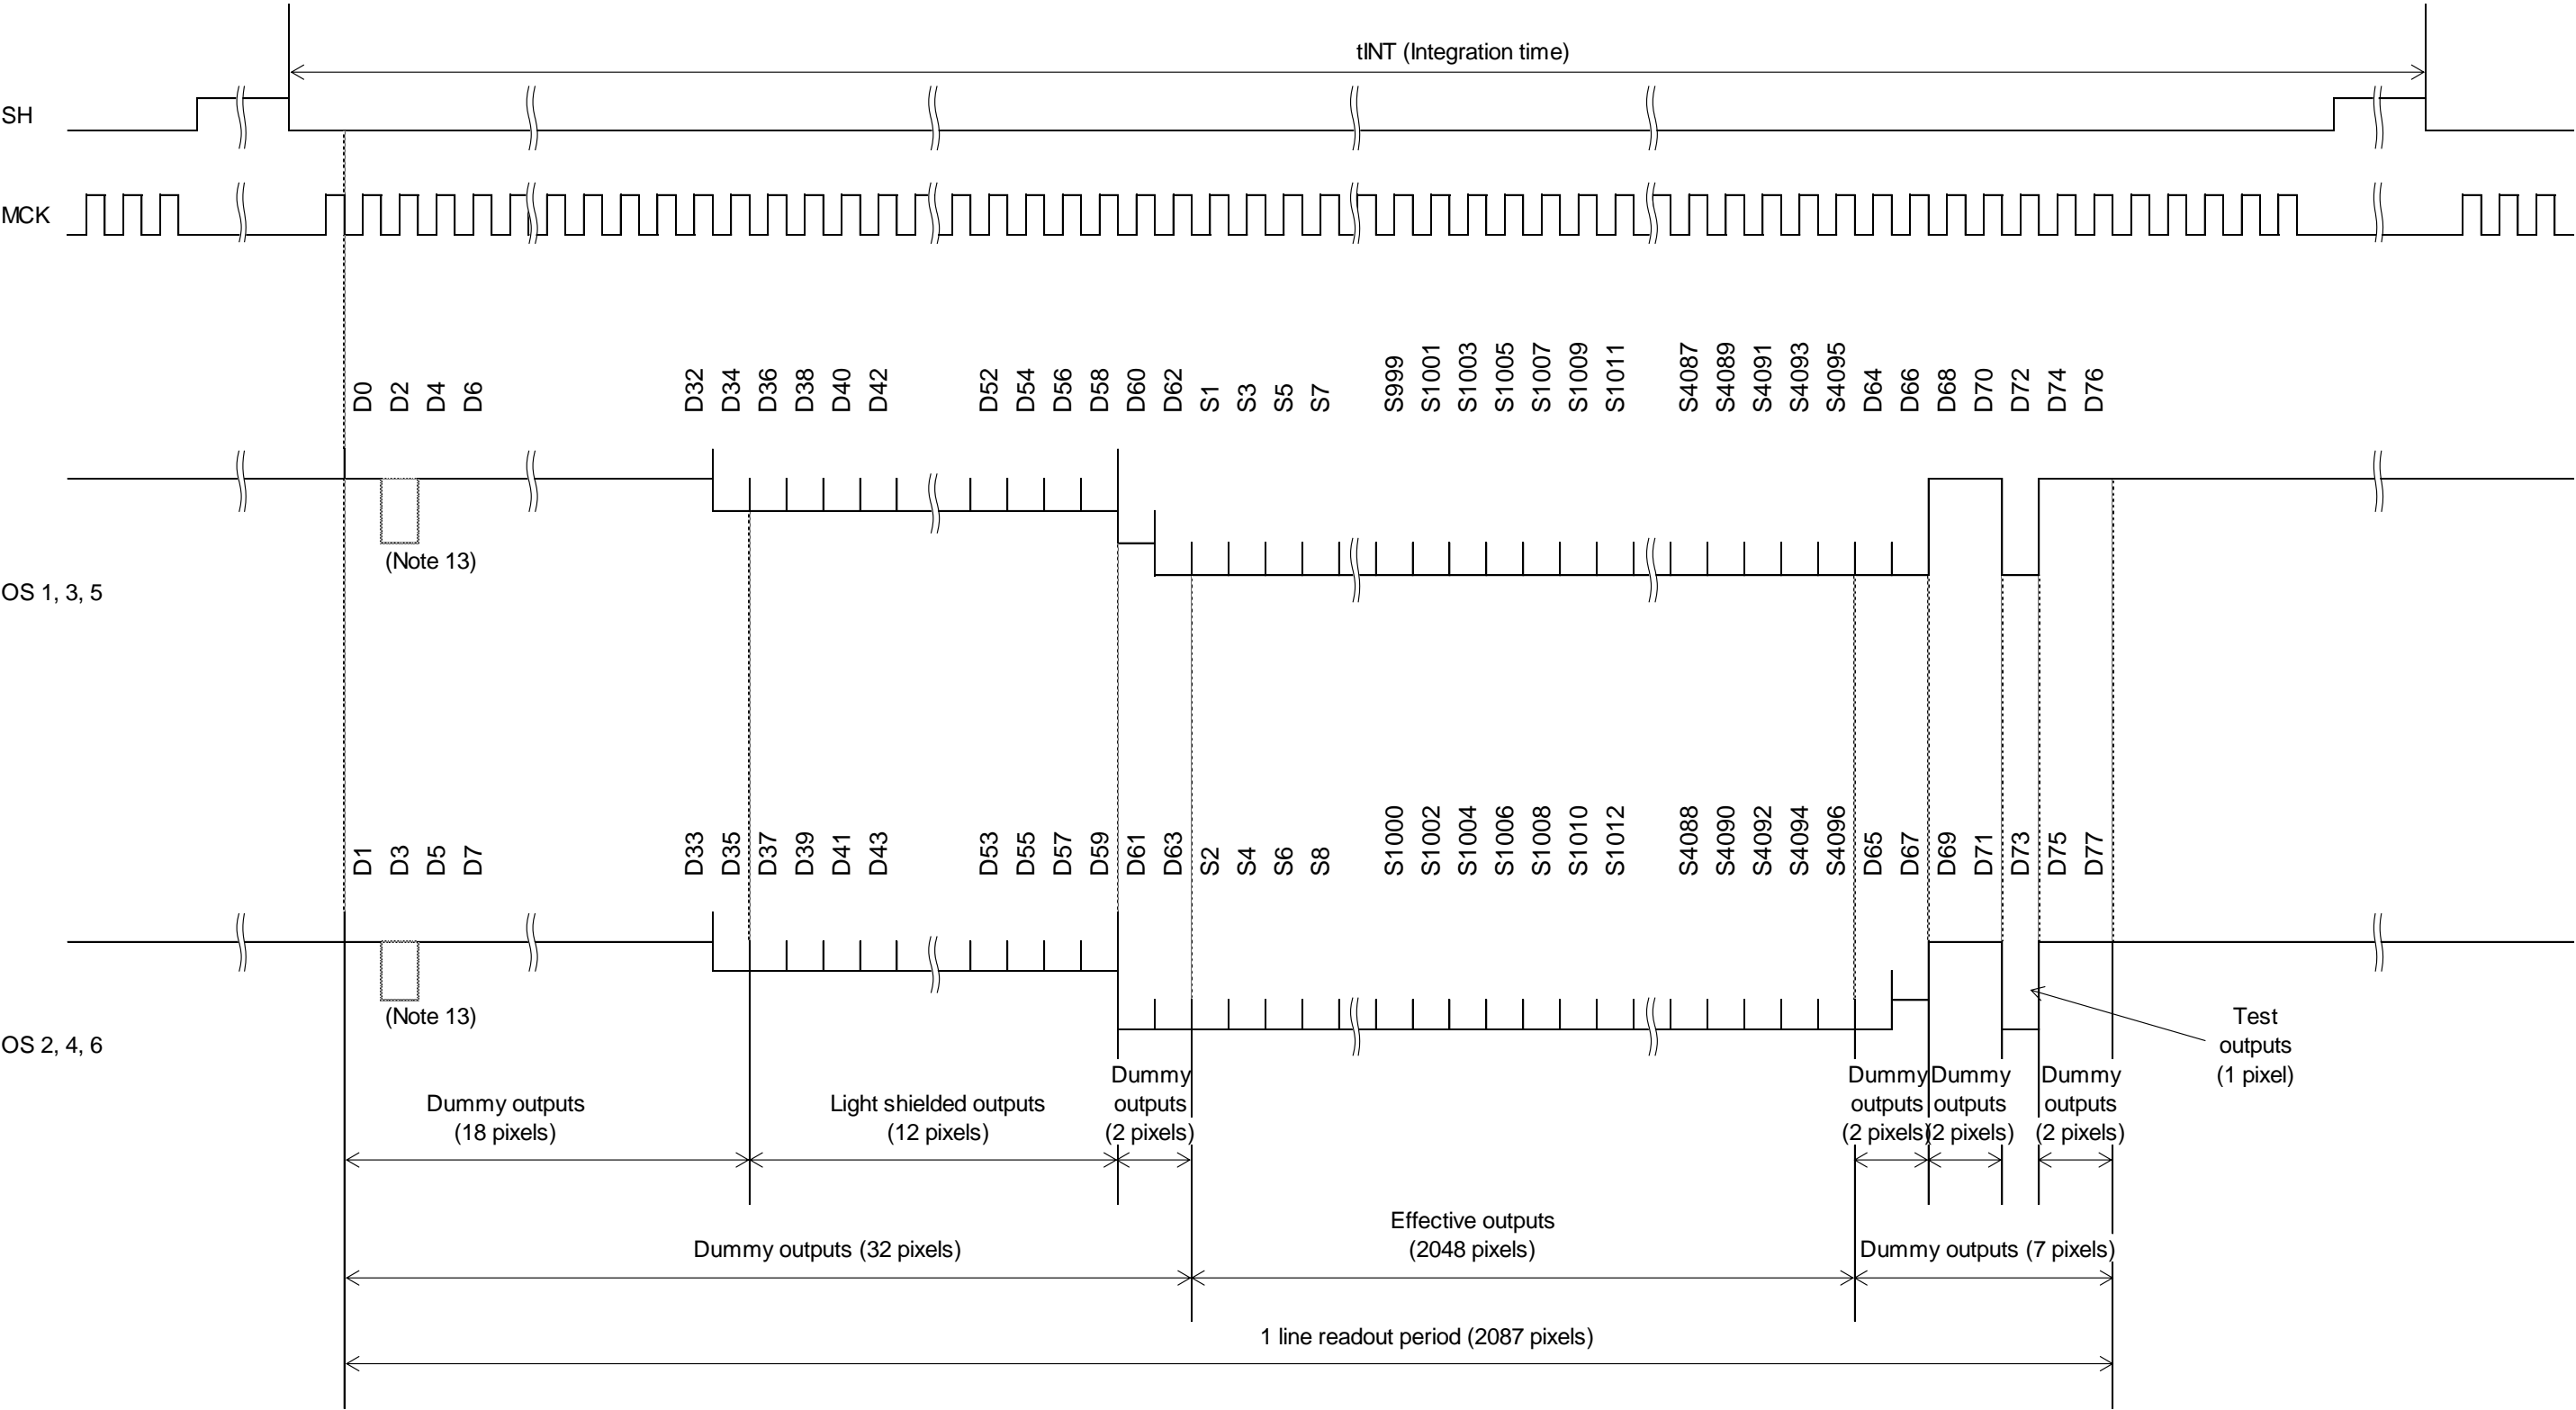 tINT (Integration time)
SH
MCK
D0 D2 D4 D6 D32 D34 D36 D38 D40 D42 D52 D54 D56 D58 D60 D62 S1 S3 S5 S7 S999 S1001 S1003 S1005 S1007 S1009 S1011 S4087 S4089 S4091 S4093 S4095 D64 D66 D68 D70 D72 D74 D76
(Note 13)
OS 1, 3, 5
D1 D3 D5 D7 D33 D35 D37 D39 D41 D43 D53 D55 D57 D59 D61 D63 S2 S4 S6 S8 S1000 S1002 S1004 S1006 S1008 S1010 S1012 S4088 S4090 S4092 S4094 S4096 D65 D67 D69 D71 D73 D75 D77
(Note 13)
OS 2, 4, 6
Test
outputs
(1 pixel)
Dummy outputs
(18 pixels)
Light shielded outputs
(12 pixels)
Dummy
outputs
(2 pixels)
Dummy
outputs
(2 pixels)
Dummy
outputs
(2 pixels)
Dummy
outputs
(2 pixels)
Dummy outputs (32 pixels)
Effective outputs
(2048 pixels)
Dummy outputs (7 pixels)
1 line readout period (2087 pixels)